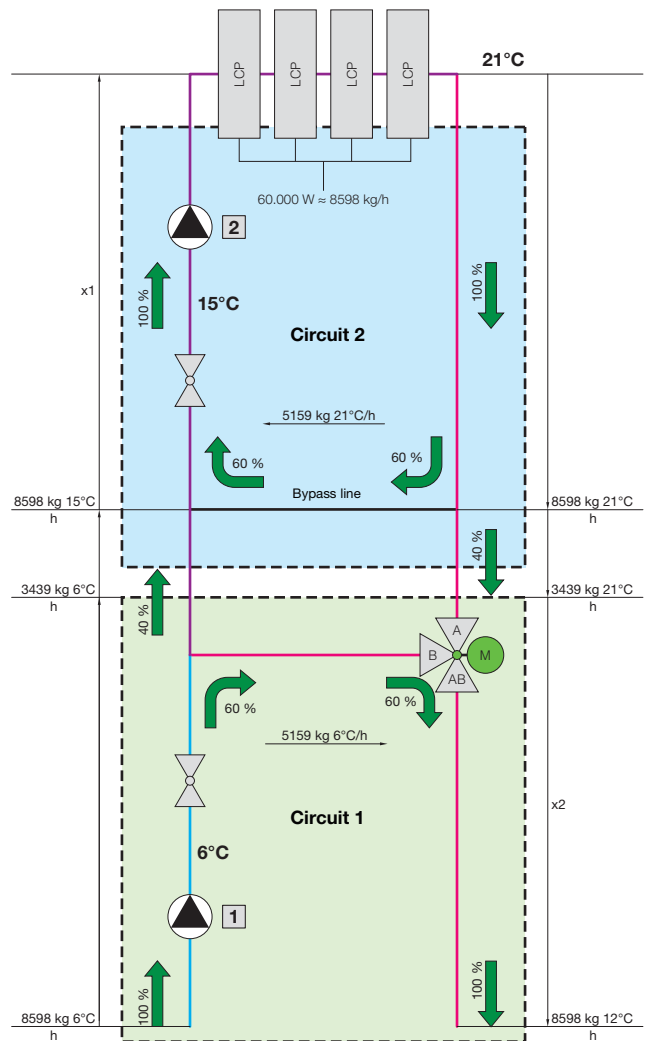 LCP
LCP
LCP
LCP
21°C
60.000 W ≈ 8598 kg/h
2
x1
100 %
15°C
100 %
Circuit 2
5159 kg 21°C/h
60 %
60 %
Bypass line
8598 kg 15°C
h
8598 kg 21°C
h
40 %
3439 kg 6°C
h
3439 kg 21°C
h
40 %
A
B
M
AB
60 %
60 %
5159 kg 6°C/h
x2
Circuit 1
6°C
1
100 %
100 %
8598 kg 6°C
h
8598 kg 12°C
h